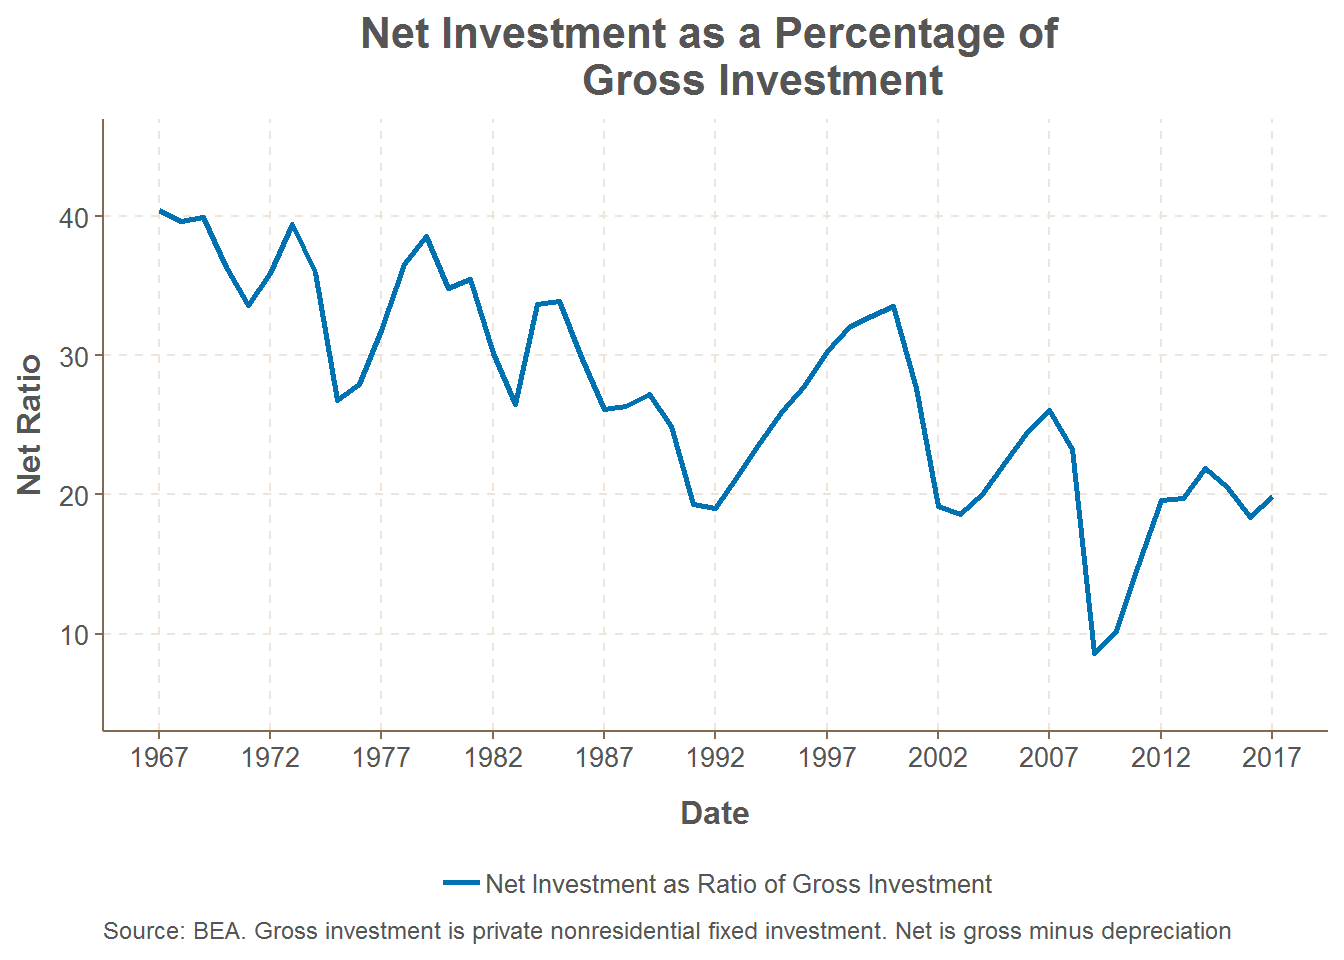 Net Investment as a Percentage of
Gross Investment
Net Ratio
40
30
20
10
1967 1972 1977 1982 1987 1992 1997 2002 2007 2012 2017
Date
Net Investment as Ratio of Gross Investment
Source: BEA. Gross investment is private nonresidential fixed investment. Net is gross minus depreciation